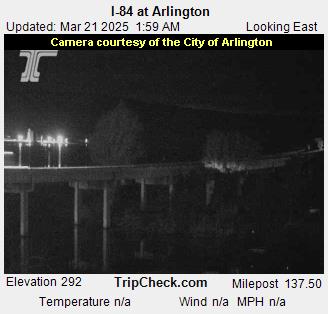 I-84 at Arlington
Updated: Mar 21 2025 1:59 AM Looking East
Camera courtesy of the City of Arlington
Elevation 292 TripCheck.com Milepost 137.50
Temperature n/a Wind n/a MPH n/a